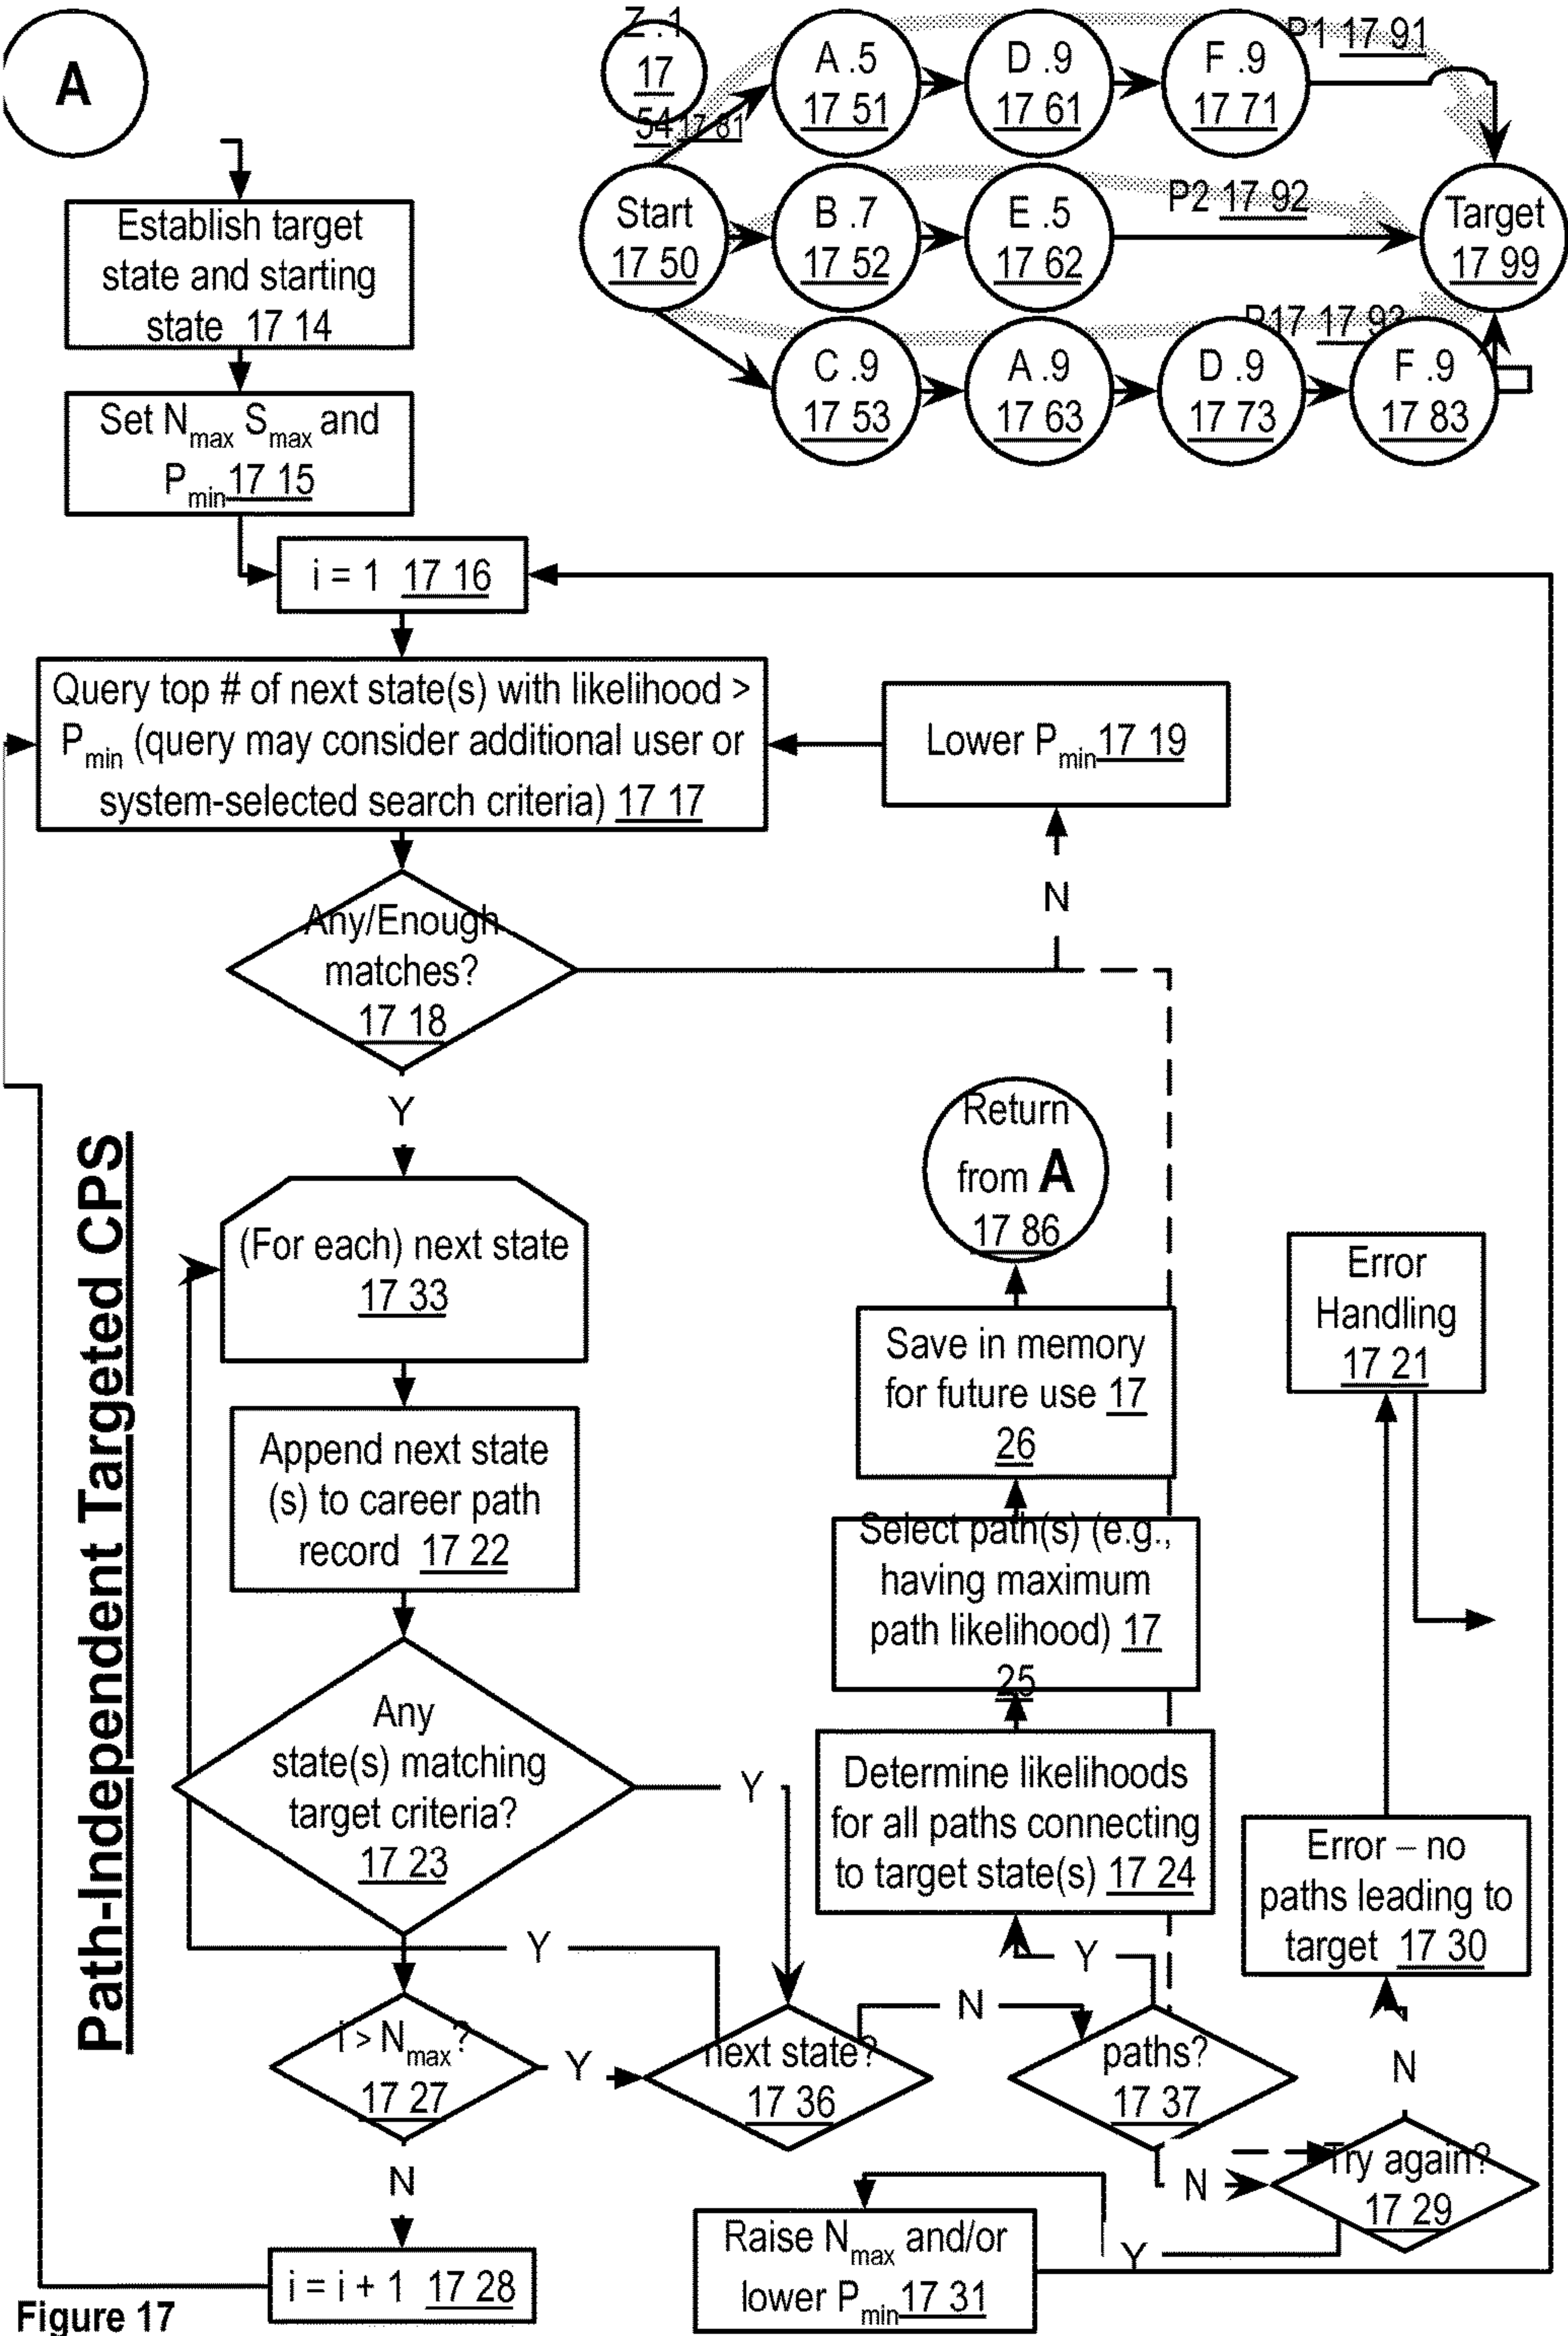 A
Z .1
17
54
17 81
A .5
17 51
D .9
17 61
F .9
17 71
P1 17 91
Start
17 50
B .7
17 52
E .5
17 62
P2 17 92
Target
17 99
C .9
17 53
A .9
17 63
D .9
17 73
F .9
17 83
P17 17 93
Establish target
state and starting
state 17 14
Set Nmax Smax and
Pmin 17 15
i = 1 17 16
Query top # of next state(s) with likelihood >
Pmin (query may consider additional user or
system-selected search criteria) 17 17
Lower Pmin 17 19
N
Any/Enough
matches?
17 18
Y
(For each) next state
17 33
Append next state
(s) to career path
record 17 22
Any
state(s) matching
target criteria?
17 23
Y
Y
i > Nmax?
17 27
Y
N
i = i + 1 17 28
next state?
17 36
N
paths?
17 37
Y
N
Return
from A
17 86
Save in memory
for future use 17
26
Select path(s) (e.g.,
having maximum
path likelihood) 17
25
Determine likelihoods
for all paths connecting
to target state(s) 17 24
Error
Handling
17 21
Error – no
paths leading to
target 17 30
N
Try again?
17 29
Y
Raise Nmax and/or
lower Pmin 17 31
Path-Independent Targeted CPS
Figure 17